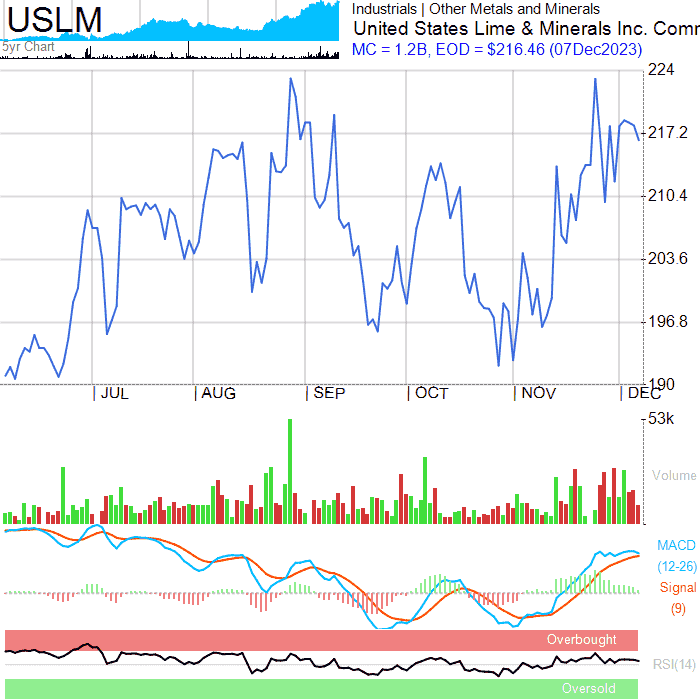 USLM
5yr Chart
Industrials | Other Metals and Minerals
United States Lime & Minerals Inc. Comm
MC = 1.2B, EOD = $216.46 (07Dec2023)
224
217.2
210.4
203.6
196.8
190
JUL AUG SEP OCT NOV DEC
53k
Volume
MACD
(12-26)
Signal
(9)
Overbought
RSI(14)
Oversold